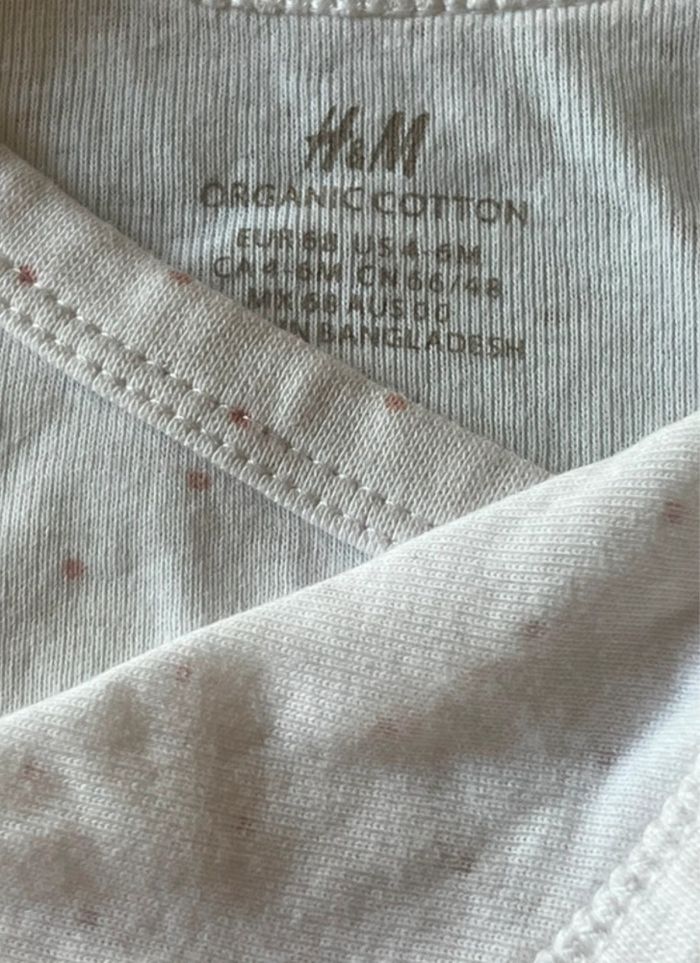 H&M
ORGANIC COTTON
EUR 68 US 4-6M
CA 4-6M CN 66/48
MX 68 AUS 00
BANGLADESH